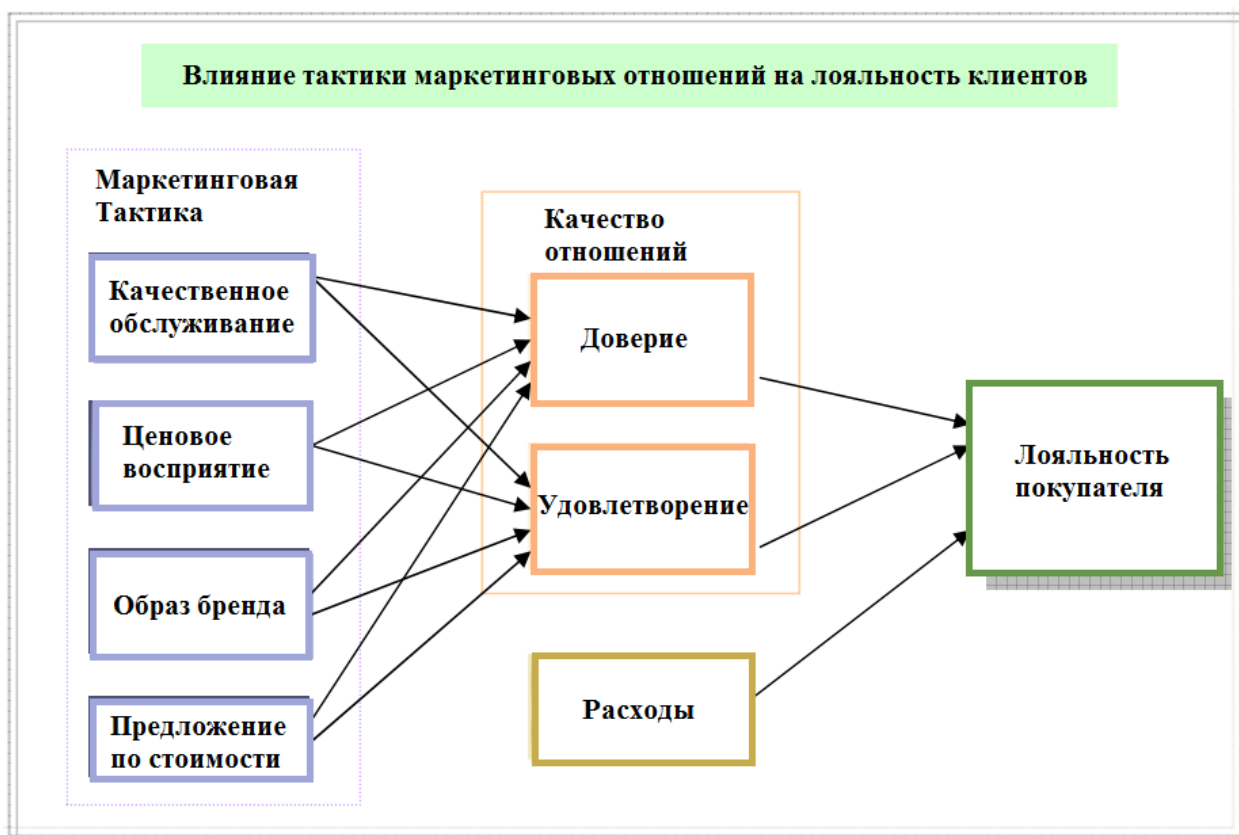 Влияние тактики маркетинговых отношений на лояльность клиентов
Маркетинговая
Тактика
Качественное
обслуживание
Ценовое
восприятие
Образ бренда
Предложение
по стоимости
Качество
отношений
Доверие
Удовлетворение
Расходы
Лояльность
покупателя